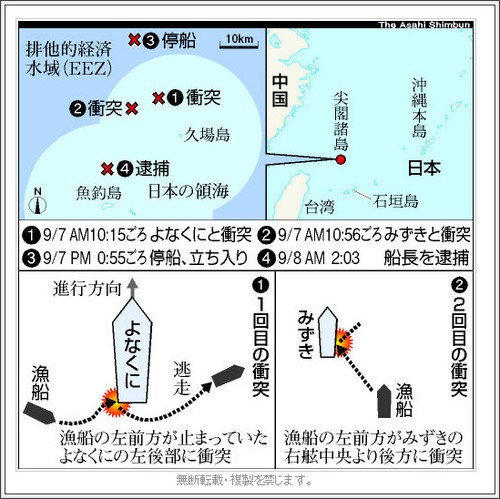 The Asahi Shimbun
排他的経済
水域(EEZ)
❸停船
10km
❷衝突
❶衝突
久場島
❹逮捕
N
魚釣島
日本の領海
中国
尖閣諸島
沖縄本島
日本
台湾
石垣島
❶9/7 AM10:15ごろ よなくにと衝突
❷9/7 AM10:56ごろ みずきと衝突
❸9/7 PM 0:55ごろ 停船、立ち入り
❹9/8 AM 2:03 船長を逮捕
❶1回目の衝突
進行方向
よなくに
漁船
逃走
漁船の左前方が止まっていた
よなくにの左後部に衝突
❷2回目の衝突
みずき
漁船
漁船の左前方がみずきの
右舷中央より後方に衝突
無断転載・複製を禁じます。